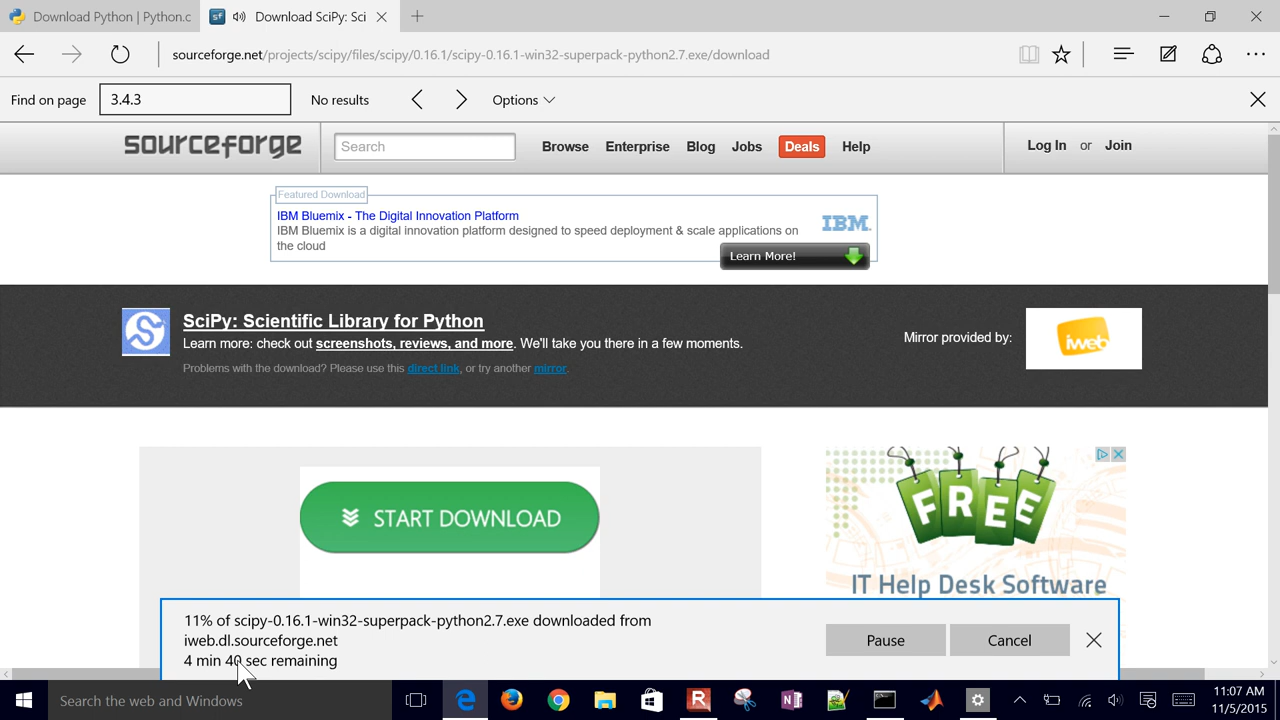 Download Python | Python.c
sf Download SciPy: Sci
sourceforge.net/projects/scipy/files/scipy/0.16.1/scipy-0.16.1-win32-superpack-python2.7.exe/download
Find on page 3.4.3 No results Options
sourceforge Search Browse Enterprise Blog Jobs Deals Help Log In or Join
Featured Download
IBM Bluemix - The Digital Innovation Platform
IBM Bluemix is a digital innovation platform designed to speed deployment & scale applications on
the cloud
IBM.
Learn More!
SciPy: Scientific Library for Python
Learn more: check out screenshots, reviews, and more. We'll take you there in a few moments.
Problems with the download? Please use this direct link, or try another mirror.
Mirror provided by:
iweb
START DOWNLOAD
FREE
IT Help Desk Software
11% of scipy-0.16.1-win32-superpack-python2.7.exe downloaded from
iweb.dl.sourceforge.net
4 min 40 sec remaining
Pause Cancel
Search the web and Windows
11:07 AM
11/5/2015